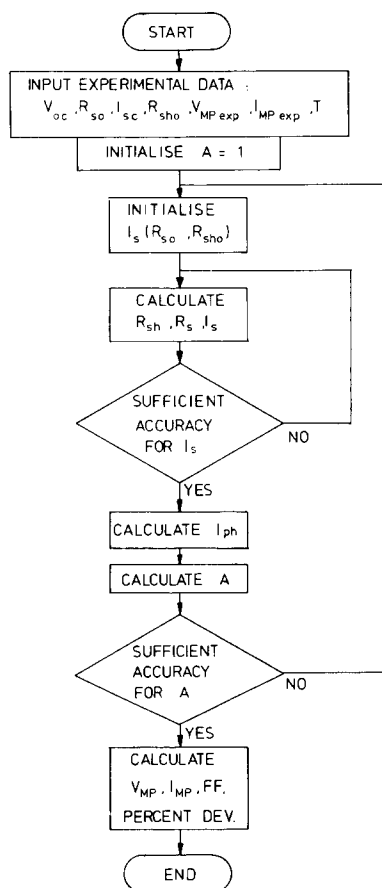 START
INPUT EXPERIMENTAL DATA :
Voc, Rso, Isc, Rsho, VMP exp, IMP exp, T
INITIALISE A = 1
INITIALISE
Is (Rso, Rsho)
CALCULATE
Rsh, Rs, Is
SUFFICIENT
ACCURACY
FOR Is
NO
YES
CALCULATE Iph
CALCULATE A
SUFFICIENT
ACCURACY
FOR A
NO
YES
CALCULATE
VMP, IMP, FF,
PERCENT DEV.
END